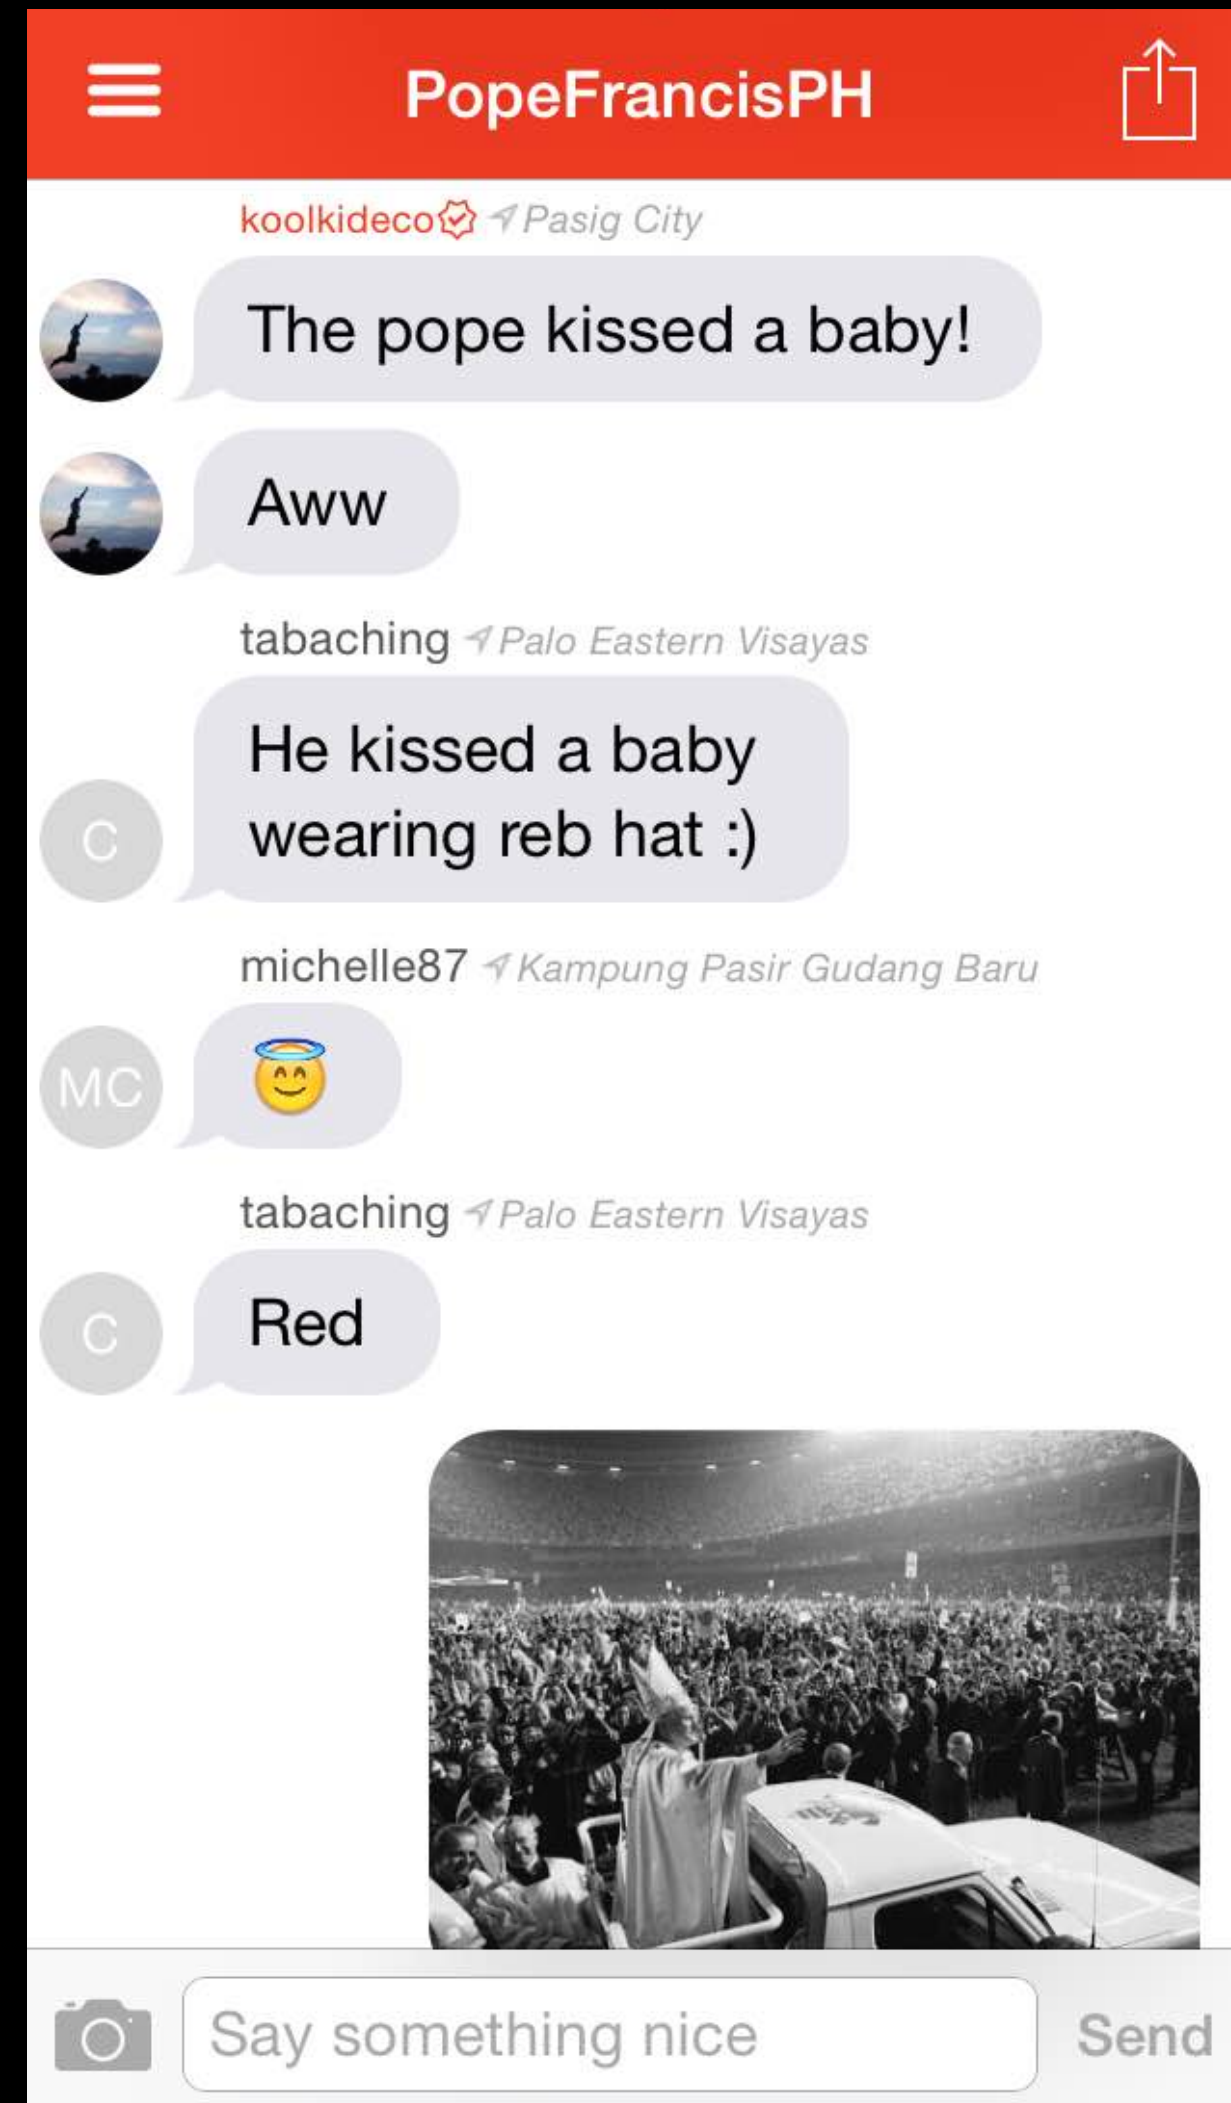 PopeFrancisPH
koolkideco Pasig City
The pope kissed a baby!
Aww
tabaching Palo Eastern Visayas
He kissed a baby
wearing reb hat :)
C
michelle87 Kampung Pasir Gudang Baru
MC
😇
tabaching Palo Eastern Visayas
Red
C
Say something nice
Send